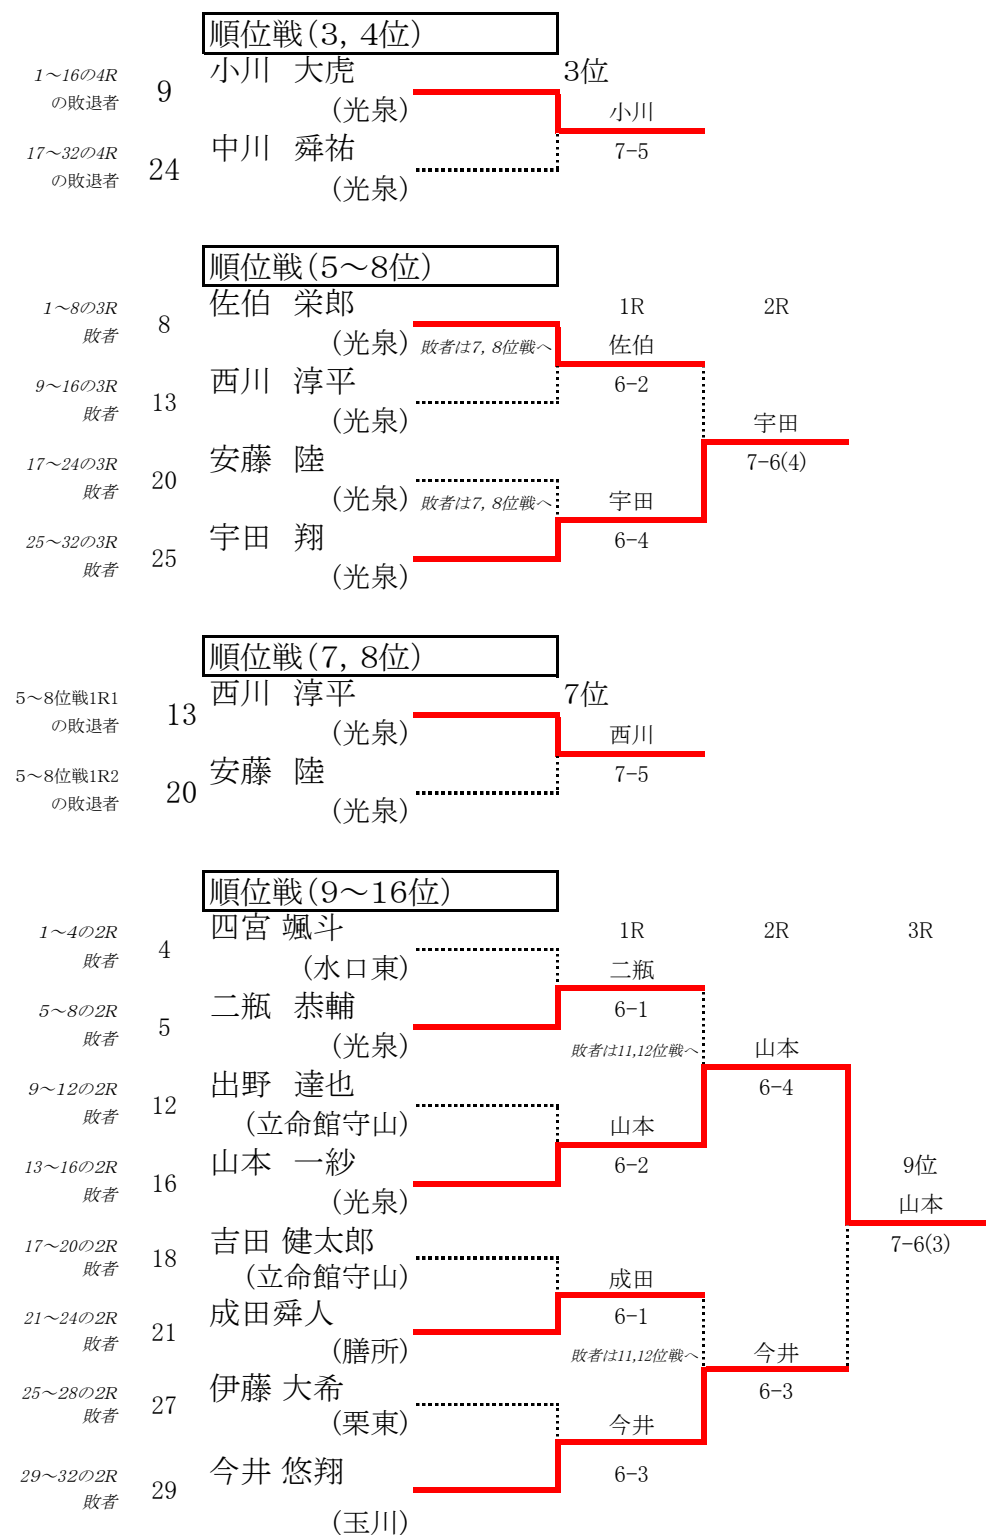 順位戦(3, 4位)
1～16の4R
の敗退者
9
小川 大虎
(光泉)
3位
小川
7-5
17～32の4R
の敗退者
24
中川 舜祐
(光泉)
順位戦(5～8位)
1R
2R
1～8の3R
敗者
8
佐伯 栄郎
(光泉)
敗者は7, 8位戦へ
佐伯
6-2
9～16の3R
敗者
13
西川 淳平
(光泉)
宇田
7-6(4)
17～24の3R
敗者
20
安藤 陸
(光泉)
敗者は7, 8位戦へ
宇田
6-4
25～32の3R
敗者
25
宇田 翔
(光泉)
順位戦(7, 8位)
5～8位戦1R1
の敗退者
13
西川 淳平
(光泉)
7位
西川
7-5
5～8位戦1R2
の敗退者
20
安藤 陸
(光泉)
順位戦(9～16位)
1R
2R
3R
1～4の2R
敗者
4
四宮 颯斗
(水口東)
二瓶
6-1
5～8の2R
敗者
5
二瓶 恭輔
(光泉)
敗者は11,12位戦へ
山本
6-4
9～12の2R
敗者
12
出野 達也
(立命館守山)
山本
6-2
13～16の2R
敗者
16
山本 一紗
(光泉)
9位
山本
7-6(3)
17～20の2R
敗者
18
吉田 健太郎
(立命館守山)
成田
6-1
21～24の2R
敗者
21
成田舜人
(膳所)
敗者は11,12位戦へ
今井
6-3
25～28の2R
敗者
27
伊藤 大希
(栗東)
今井
6-3
29～32の2R
敗者
29
今井 悠翔
(玉川)